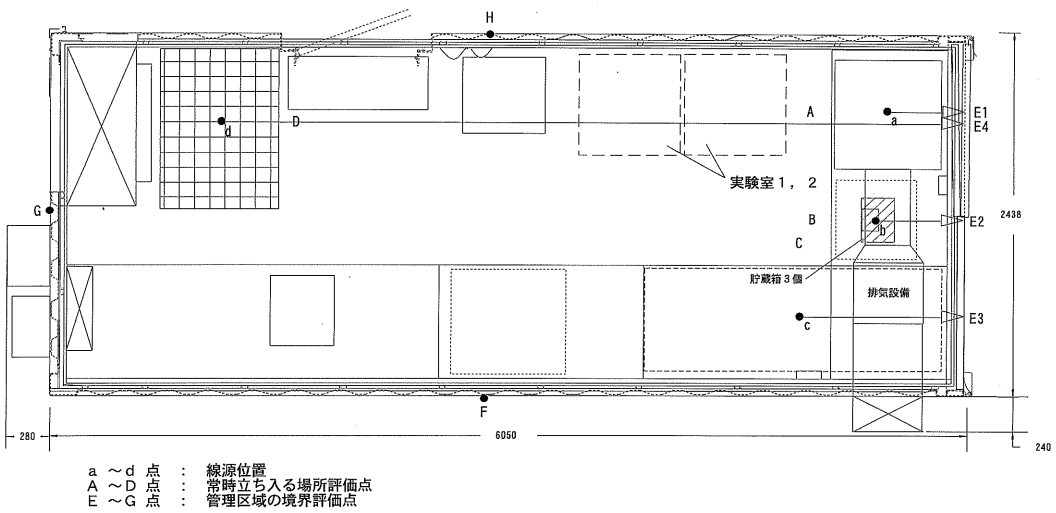 H
A
a
E1
E4
d
D
実験室１，２
G
B
b
E2
2438
C
貯蔵箱３個
排気設備
c
E3
F
280
6050
240
ａ ～ｄ 点 ： 線源位置
Ａ ～Ｄ 点 ： 常時立ち入る場所評価点
Ｅ ～Ｇ 点 ： 管理区域の境界評価点